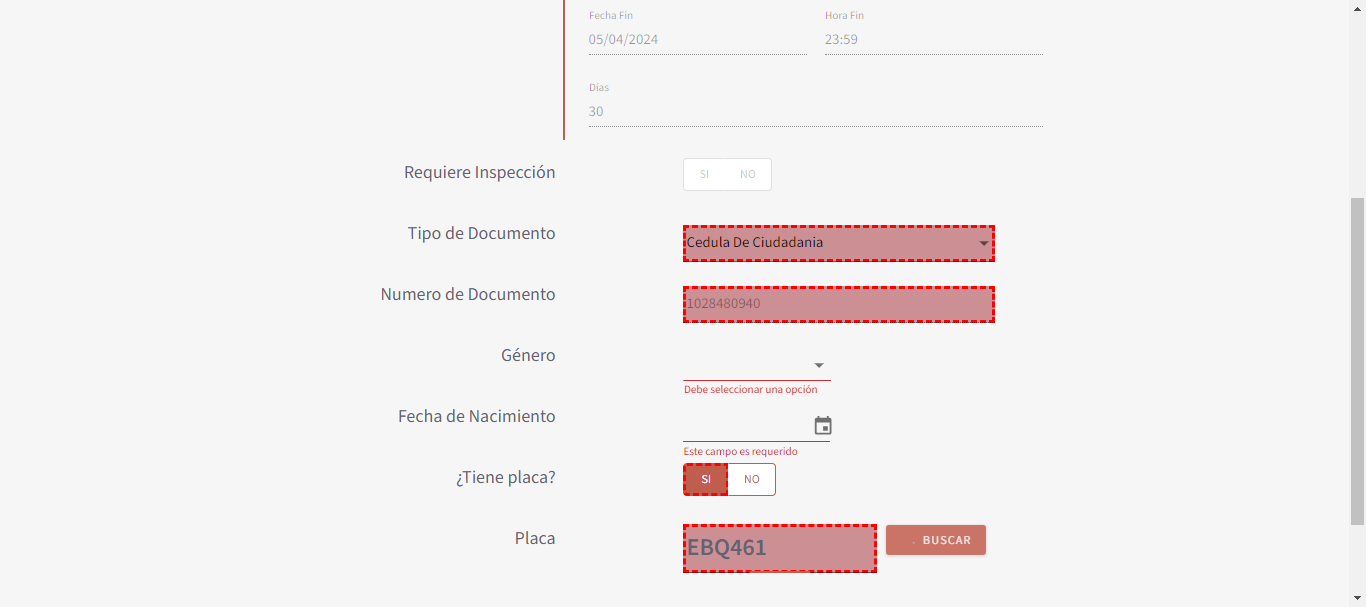 Fecha Fin Hora Fin
05/04/2024 23:59
Días
30
Requiere Inspección SI NO
Tipo de Documento Cedula De Ciudadania
Numero de Documento 1028480940
Género
Debe seleccionar una opción
Fecha de Nacimiento
Este campo es requerido
¿Tiene placa? SI NO
Placa EBQ461 BUSCAR